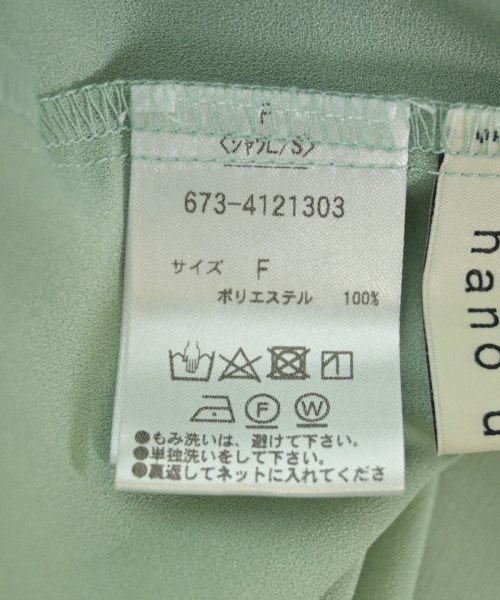 F
<シャツL/S>
673-4121303
サイズ F
ポリエステル 100%
F W
●もみ洗いは、避けて下さい。
●単独洗いをして下さい。
●裏返してネットに入れてくださ
nano u